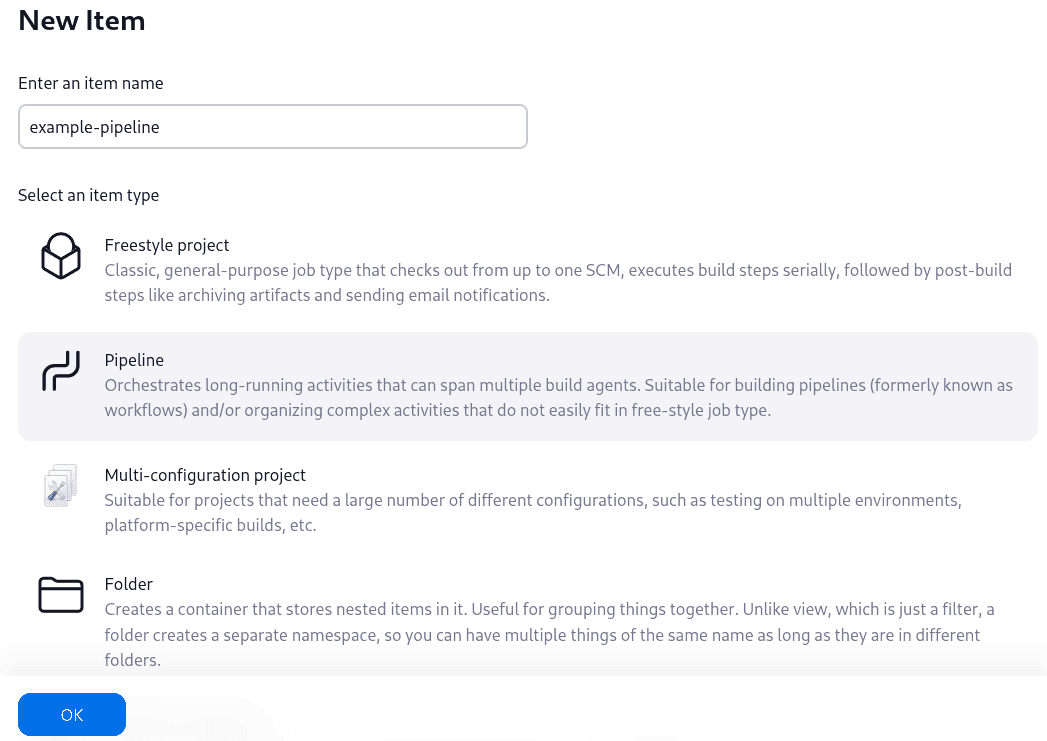 New Item
Enter an item name
example-pipeline
Select an item type
Freestyle project
Classic, general-purpose job type that checks out from up to one SCM, executes build steps serially, followed by post-build
steps like archiving artifacts and sending email notifications.
Pipeline
Orchestrates long-running activities that can span multiple build agents. Suitable for building pipelines (formerly known as
workflows) and/or organizing complex activities that do not easily fit in free-style job type.
Multi-configuration project
Suitable for projects that need a large number of different configurations, such as testing on multiple environments,
platform-specific builds, etc.
Folder
Creates a container that stores nested items in it. Useful for grouping things together. Unlike view, which is just a filter, a
folder creates a separate namespace, so you can have multiple things of the same name as long as they are in different
folders.
OK